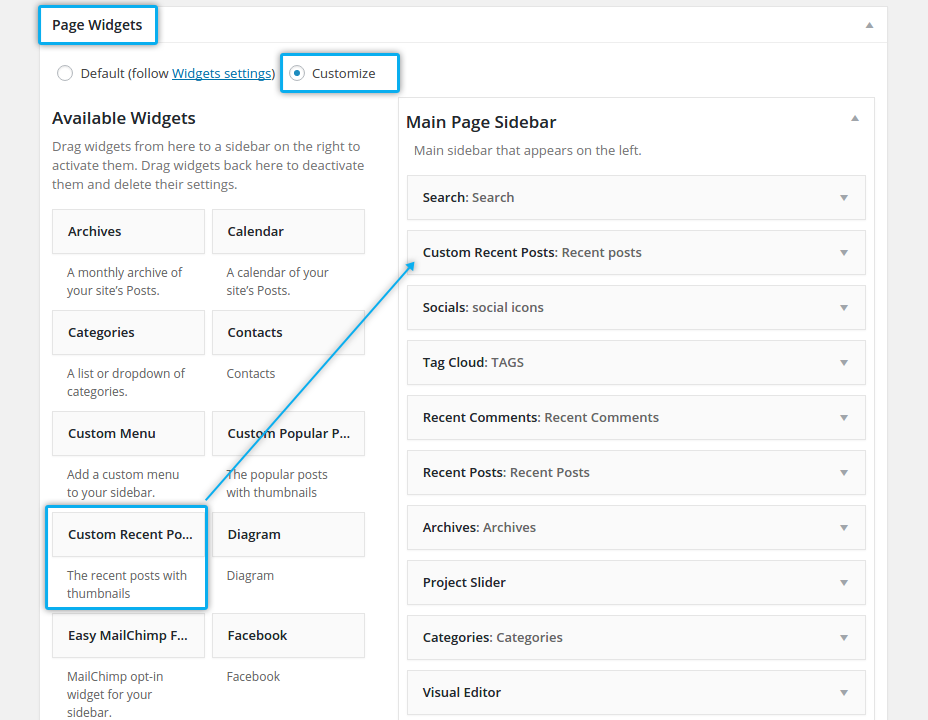 Page Widgets
Default (follow Widgets settings)
Customize
Available Widgets
Drag widgets from here to a sidebar on the right to
activate them. Drag widgets back here to deactivate
them and delete their settings.
Archives
A monthly archive of
your site's Posts.
Calendar
A calendar of your
site's Posts.
Categories
A list or dropdown of
categories.
Contacts
Contacts
Custom Menu
Add a custom menu
to your sidebar.
Custom Popular P...
The popular posts
with thumbnails
Custom Recent Po...
The recent posts with
thumbnails
Diagram
Diagram
Easy MailChimp F...
MailChimp opt-in
widget for your
sidebar.
Facebook
Facebook
Main Page Sidebar
Main sidebar that appears on the left.
Search: Search
Custom Recent Posts: Recent posts
Socials: social icons
Tag Cloud: TAGS
Recent Comments: Recent Comments
Recent Posts: Recent Posts
Archives: Archives
Project Slider
Categories: Categories
Visual Editor